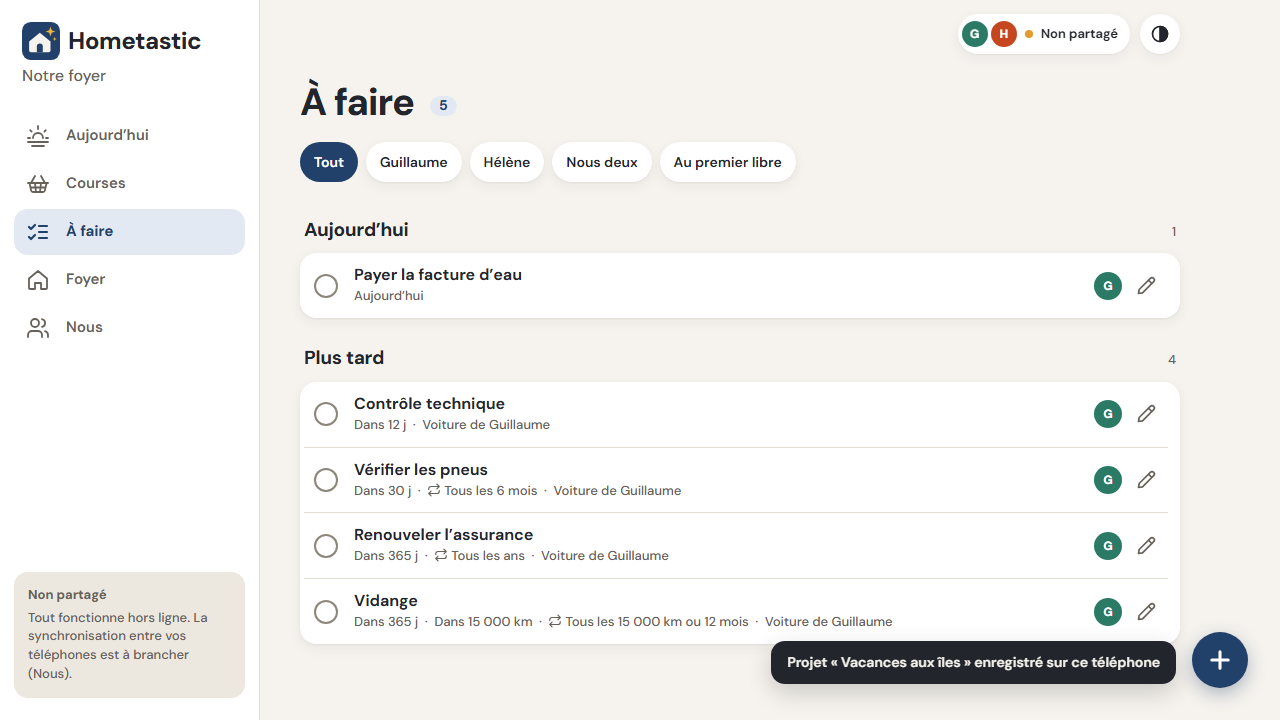 Hometastic
Notre foyer
Aujourd’hui
Courses
À faire
Foyer
Nous
Non partagé
Tout fonctionne hors ligne. La
synchronisation entre vos
téléphones est à brancher
(Nous).
G H Non partagé
À faire 5
Tout Guillaume Hélène Nous deux Au premier libre
Aujourd’hui 1
Payer la facture d’eau
Aujourd’hui
G
Plus tard 4
Contrôle technique
Dans 12 j · Voiture de Guillaume
G
Vérifier les pneus
Dans 30 j · Tous les 6 mois · Voiture de Guillaume
G
Renouveler l’assurance
Dans 365 j · Tous les ans · Voiture de Guillaume
G
Vidange
Dans 365 j · Dans 15 000 km · Tous les 15 000 km ou 12 mois · Voiture de Guillaume
G
Projet « Vacances aux îles » enregistré sur ce téléphone